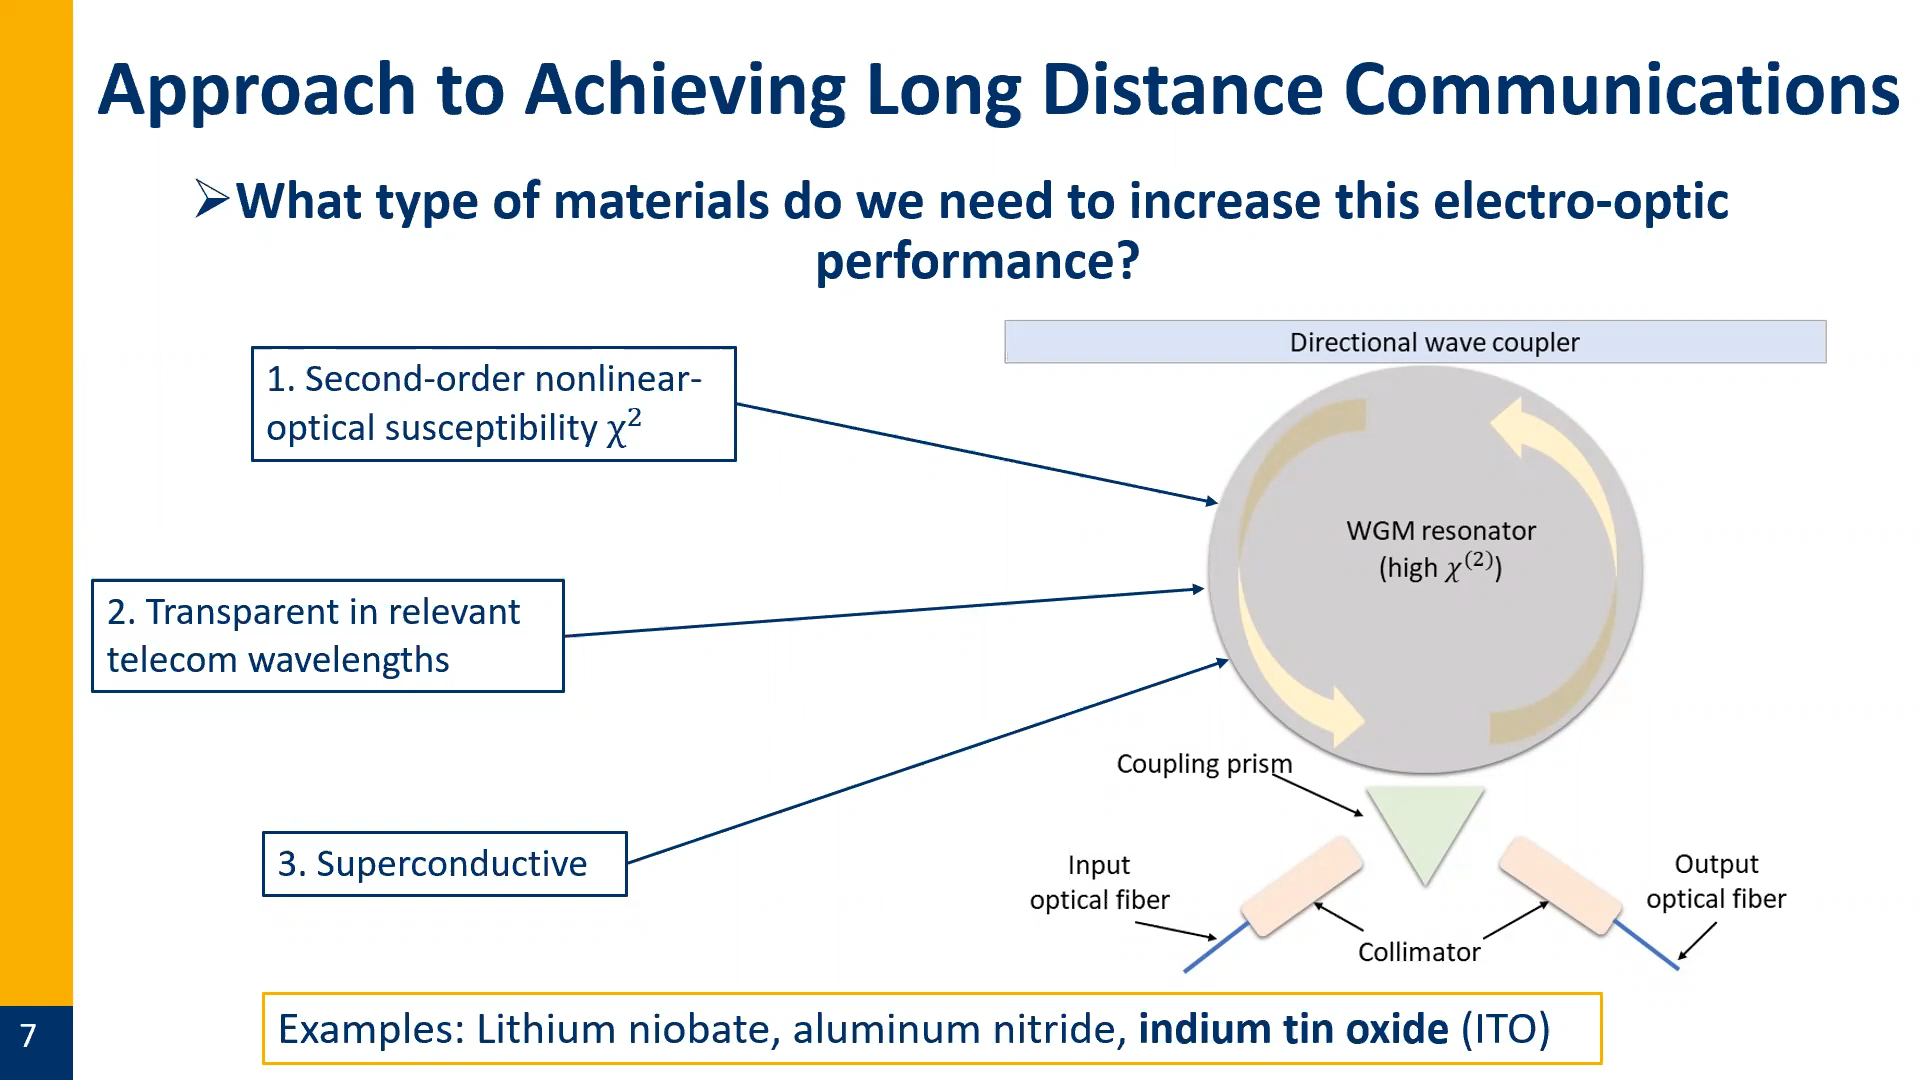 Approach to Achieving Long Distance Communications
➢What type of materials do we need to increase this electro-optic
performance?
1. Second-order nonlinear-
optical susceptibility χ²
2. Transparent in relevant
telecom wavelengths
3. Superconductive
Directional wave coupler
WGM resonator
(high χ⁽²⁾)
Coupling prism
Input
optical fiber
Collimator
Output
optical fiber
Examples: Lithium niobate, aluminum nitride, indium tin oxide (ITO)
7